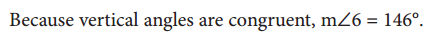 Because vertical angles are congruent, m∠6 = 146°.